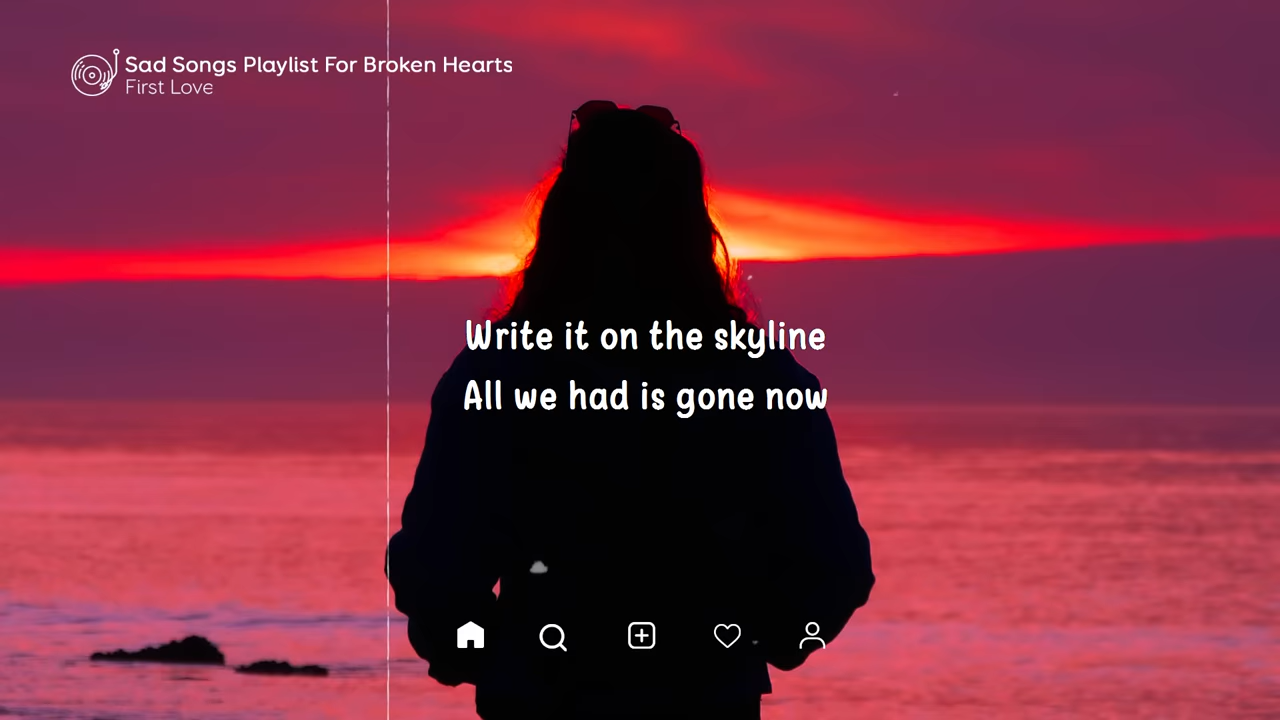 Sad Songs Playlist For Broken Hearts
First Love
Write it on the skyline
All we had is gone now